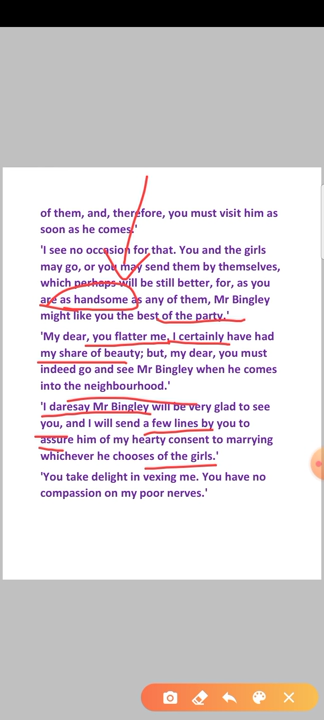 of them, and, therefore, you must visit him as
soon as he comes.'
'I see no occasion for that. You and the girls
may go, or you may send them by themselves,
which perhaps will be still better, for, as you
are as handsome as any of them, Mr Bingley
might like you the best of the party.'
'My dear, you flatter me, I certainly have had
my share of beauty; but, my dear, you must
indeed go and see Mr Bingley when he comes
into the neighbourhood.'
'I daresay Mr Bingley will be very glad to see
you, and I will send a few lines by you to
assure him of my hearty consent to marrying
whichever he chooses of the girls.'
'You take delight in vexing me. You have no
compassion on my poor nerves.'